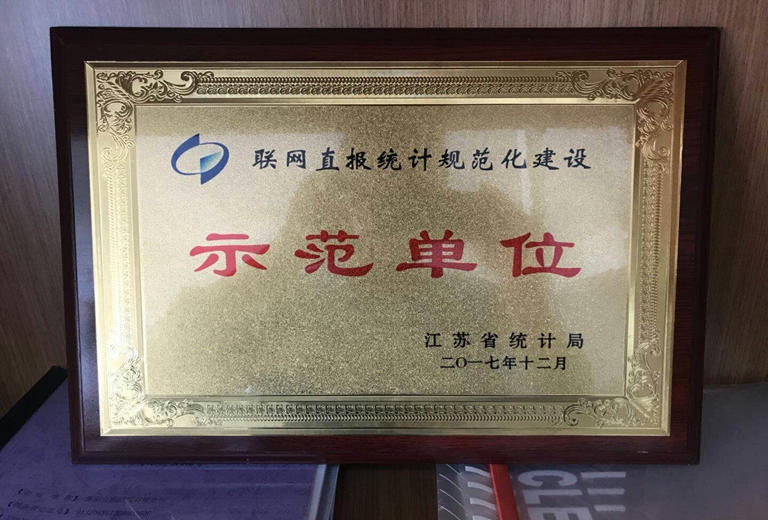 联网直报统计规范化建设
示范单位
江苏省统计局
二〇一七年十二月
CLE